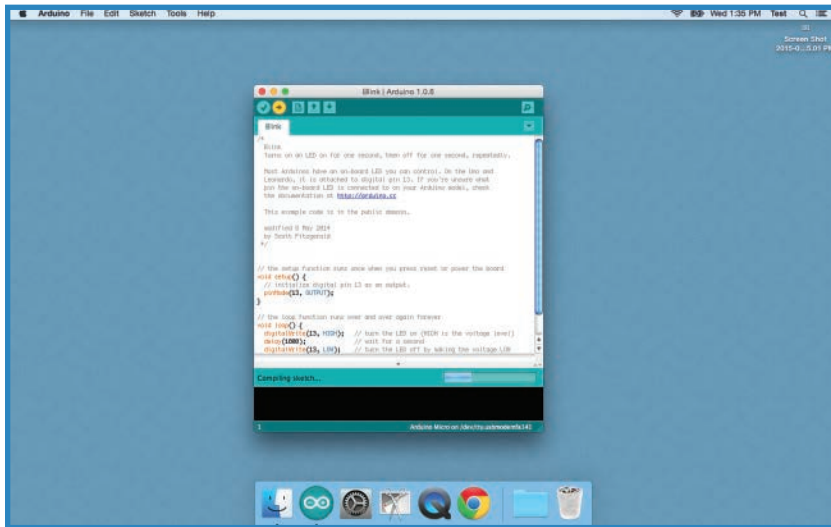 Arduino File Edit Sketch Tools Help
Wed 1:35 PM Test
Screen Shot
2015-0...5.01 PM
Blink | Arduino 1.0.6
Blink
/*
Blink
Turns on an LED on for one second, then off for one second, repeatedly.
Most Arduinos have an on-board LED you can control. On the Uno and
Leonardo, it is attached to digital pin 13. If you're unsure what
pin the on-board LED is connected to on your Arduino model, check
the documentation at http://arduino.cc
This example code is in the public domain.
modified 8 May 2014
by Scott Fitzgerald
*/
// the setup function runs once when you press reset or power the board
void setup() {
// initialize digital pin 13 as an output.
pinMode(13, OUTPUT);
}
// the loop function runs over and over again forever
void loop() {
digitalWrite(13, HIGH); // turn the LED on (HIGH is the voltage level)
delay(1000); // wait for a second
digitalWrite(13, LOW); // turn the LED off by making the voltage LOW
Compiling sketch...
1
Arduino Micro on